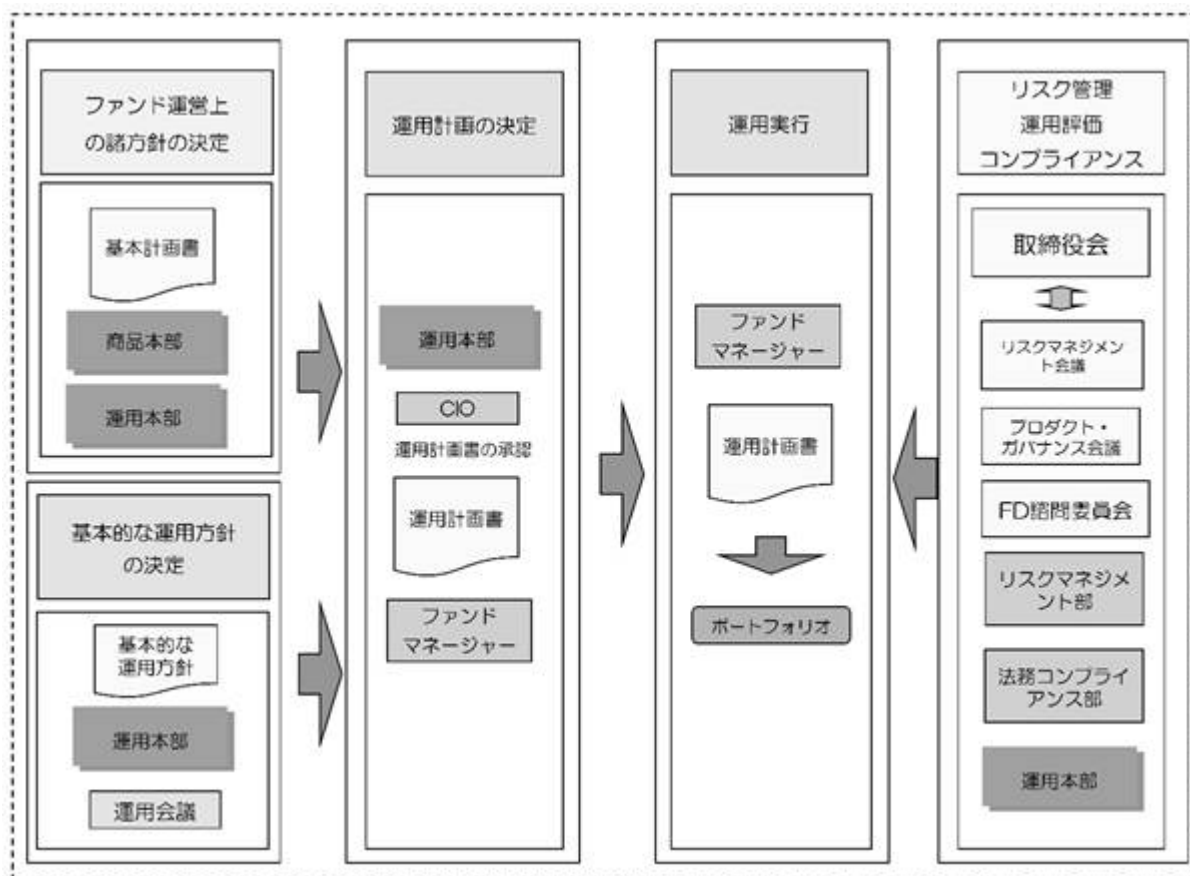 ファンド運営上
の諸方針の決定
基本計画書
商品本部
運用本部
基本的な運用方針
の決定
基本的な
運用方針
運用本部
運用会議
運用計画の決定
運用本部
CIO
運用計画書の承認
運用計画書
ファンド
マネージャー
運用実行
ファンド
マネージャー
運用計画書
ポートフォリオ
リスク管理
運用評価
コンプライアンス
取締役会
リスクマネジメン
ト会議
プロダクト・
ガバナンス会議
FD諮問委員会
リスクマネジメ
ント部
法務コンプライ
アンス部
運用本部